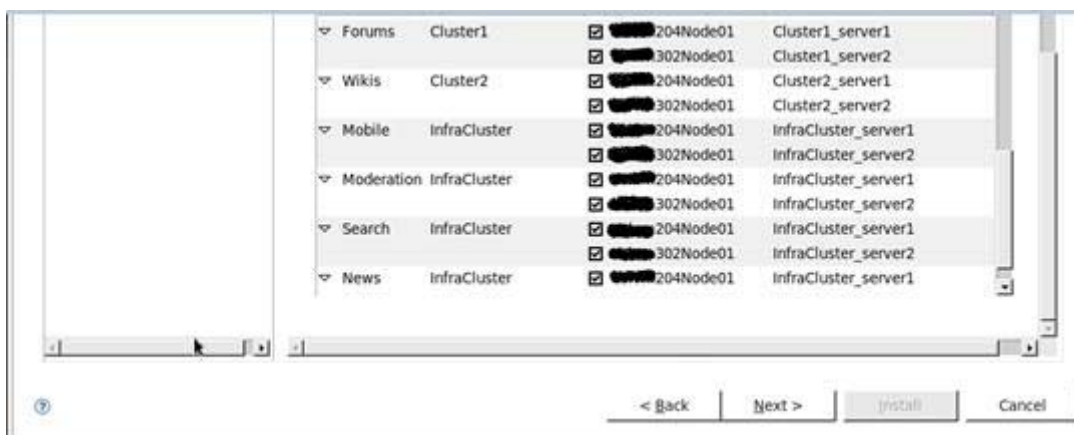 Forums Cluster1 204Node01 Cluster1_server1
302Node01 Cluster1_server2
Wikis Cluster2 204Node01 Cluster2_server1
302Node01 Cluster2_server2
Mobile InfraCluster 204Node01 InfraCluster_server1
302Node01 InfraCluster_server2
Moderation InfraCluster 204Node01 InfraCluster_server1
302Node01 InfraCluster_server2
Search InfraCluster 204Node01 InfraCluster_server1
302Node01 InfraCluster_server2
News InfraCluster 204Node01 InfraCluster_server1
< Back Next > Install Cancel